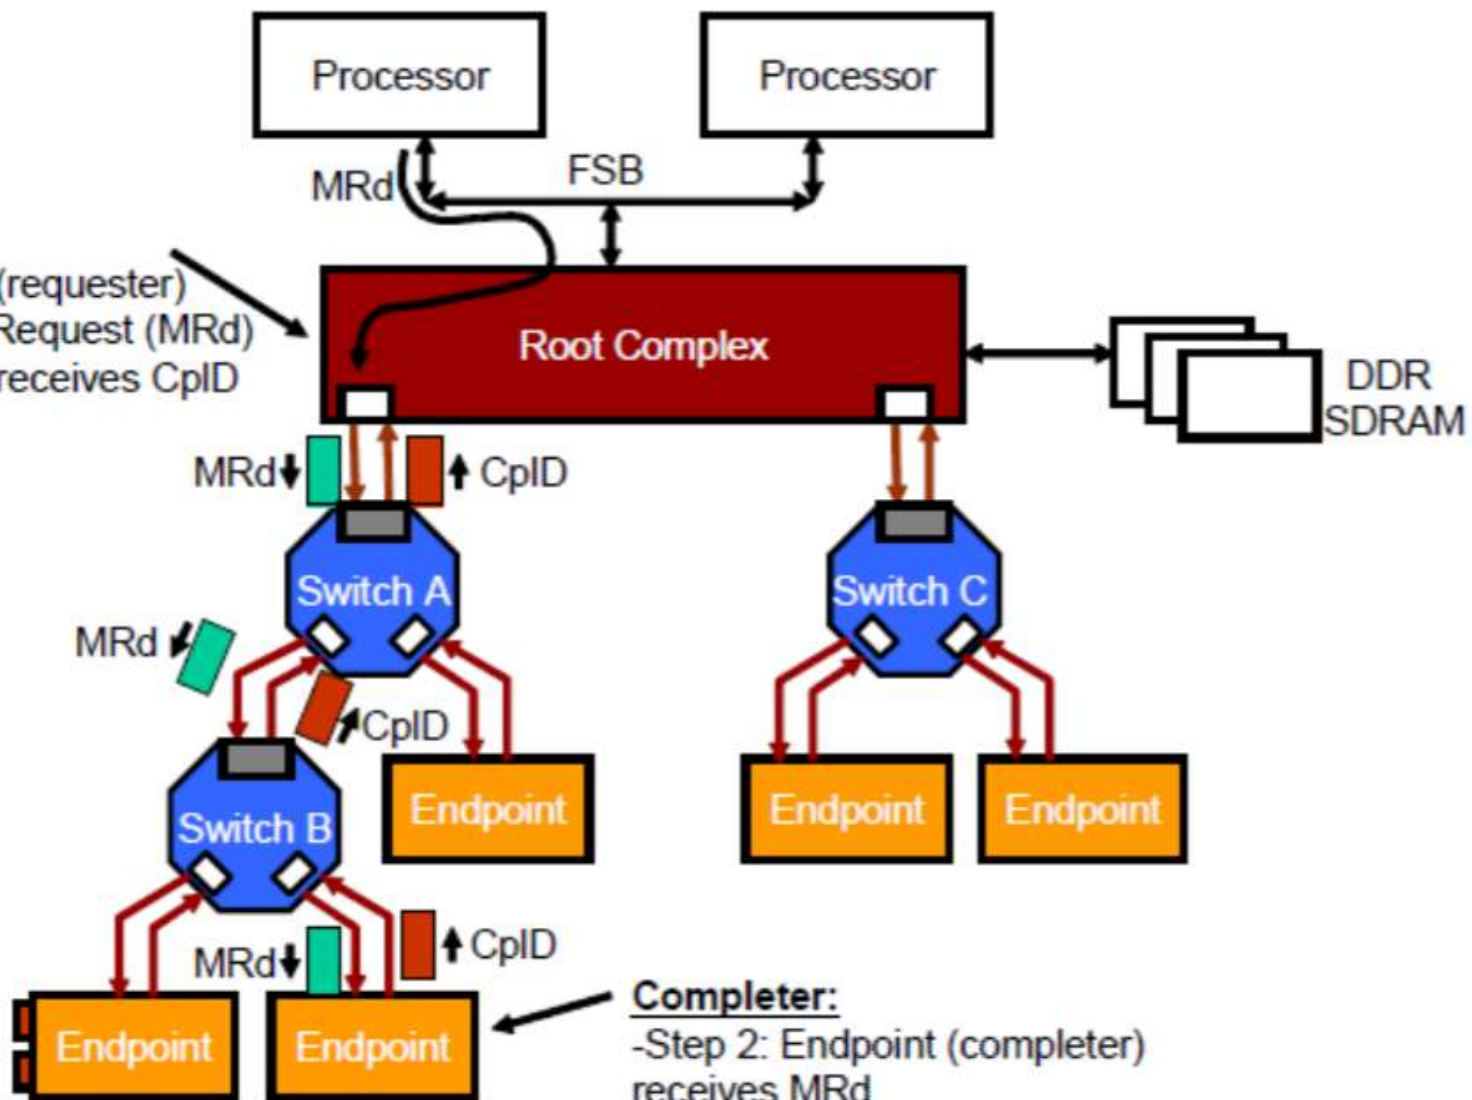 Processor
Processor
MRd
FSB
(requester)
Request (MRd)
receives CplD
Root Complex
DDR
SDRAM
MRd
CplD
Switch A
Switch C
MRd
CplD
Endpoint
Endpoint
Endpoint
Switch B
MRd
CplD
Endpoint
Endpoint
Completer:
-Step 2: Endpoint (completer)
receives MRd